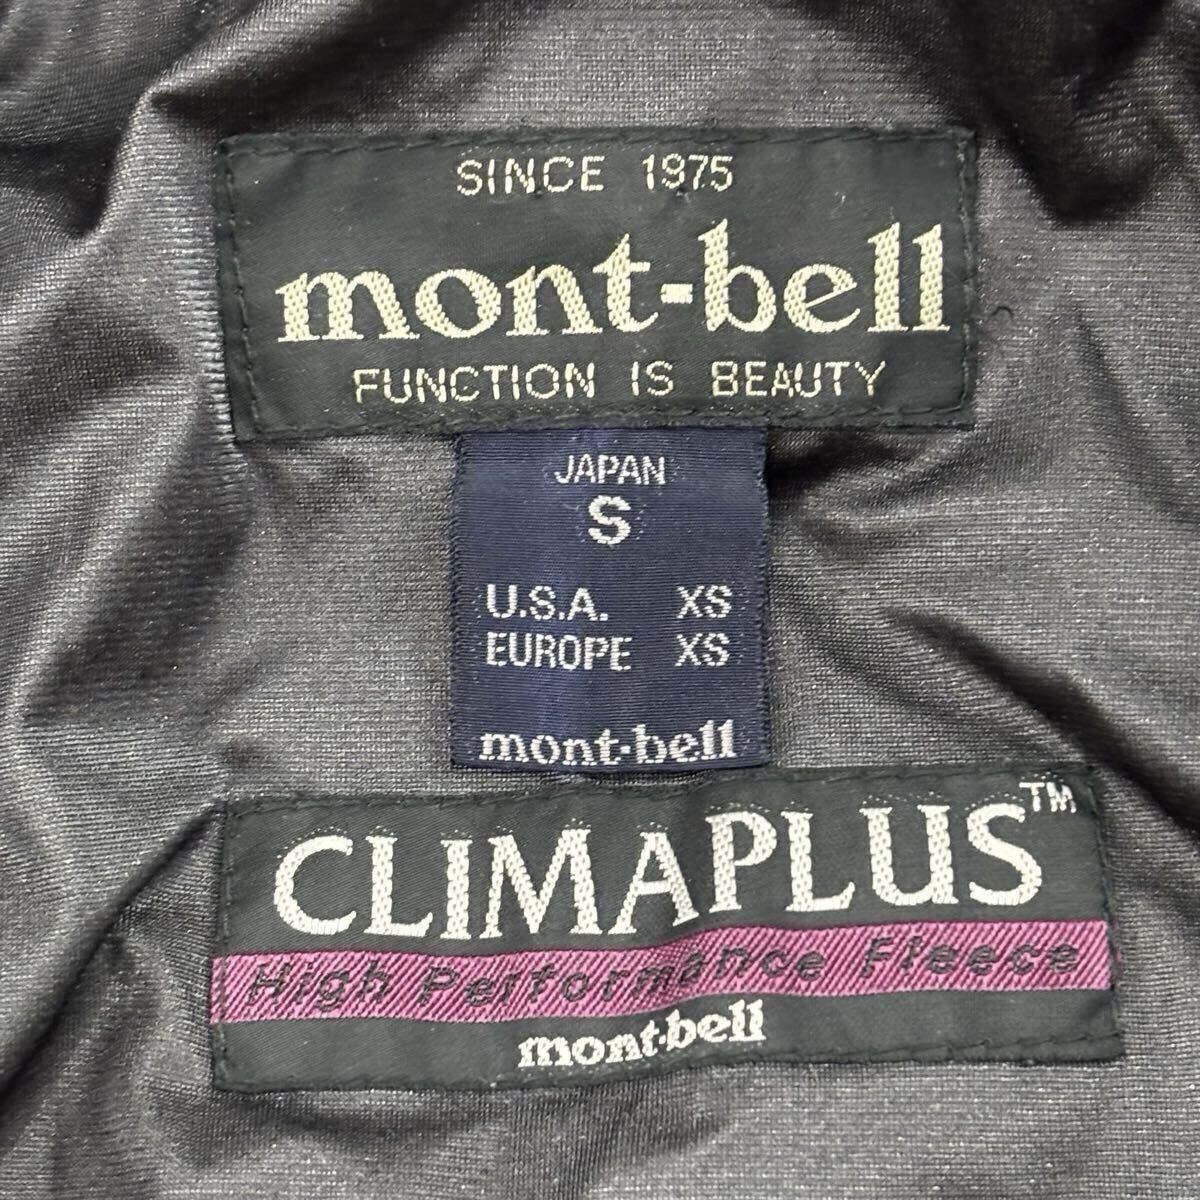 SINCE 1975
mont-bell
FUNCTION IS BEAUTY
JAPAN
S
U.S.A. XS
EUROPE XS
mont-bell
CLIMAPLUS™
High Performance Fleece
mont-bell